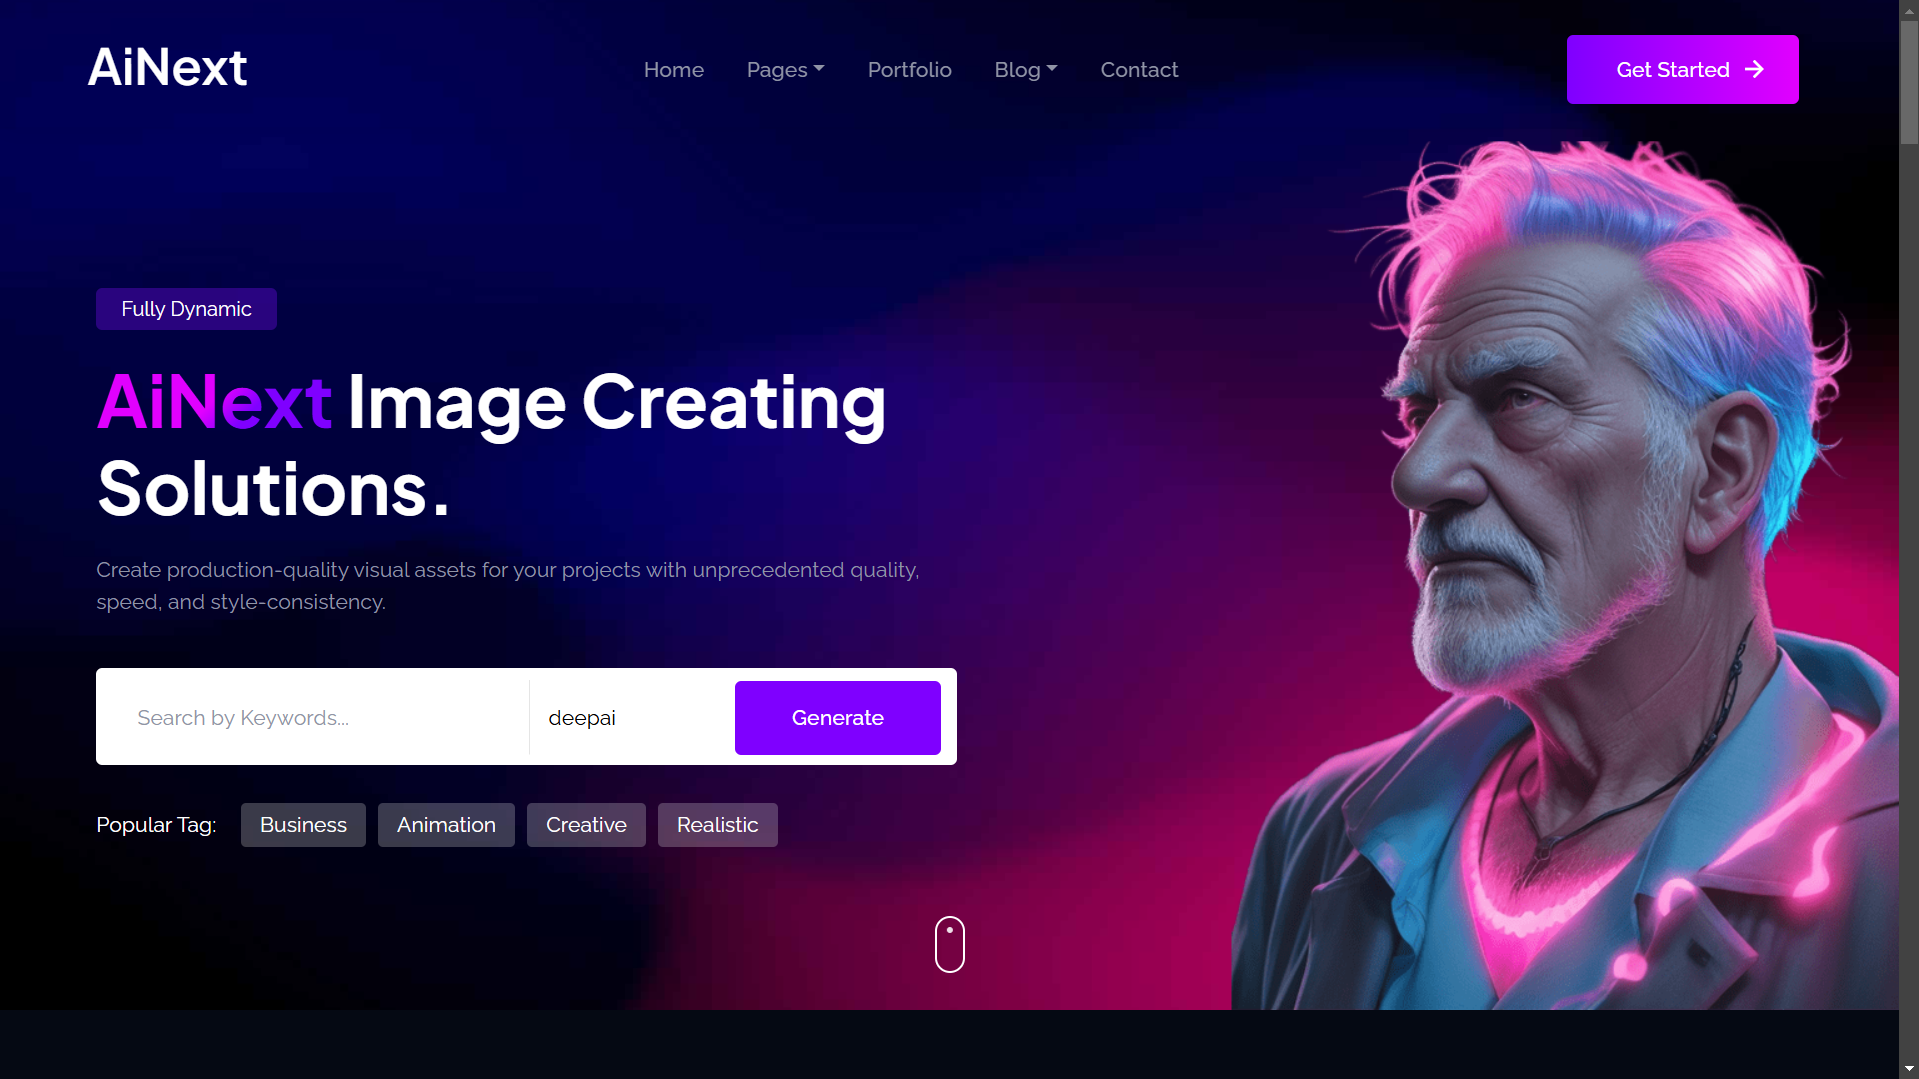 AiNext
Home Pages Portfolio Blog Contact
Get Started
Fully Dynamic
AiNext Image Creating
Solutions.
Create production-quality visual assets for your projects with unprecedented quality,
speed, and style-consistency.
Search by Keywords...
deepai
Generate
Popular Tag: Business Animation Creative Realistic